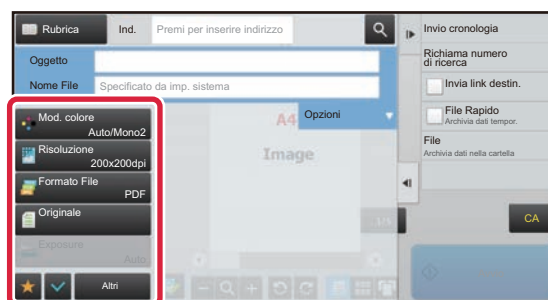 Rubrica
Ind.
Premi per inserire indirizzo
Oggetto
Nome File
Specificato da imp. sistema
Opzioni
Mod. colore
Auto/Mono2
Risoluzione
200x200dpi
Formato File
PDF
Originale
Exposure
Auto
Altri
A4
Image
Invio cronologia
Richiama numero
di ricerca
Invia link destin.
File Rapido
Archivia dati tempor.
File
Archivia dati nella cartella
CA